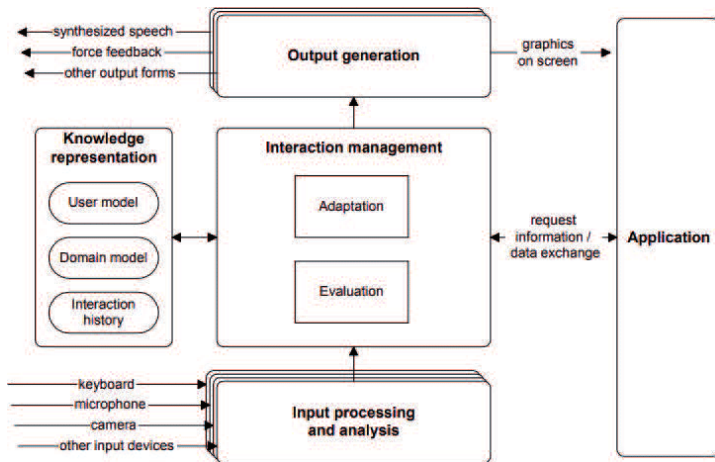 synthesized speech
force feedback
other output forms
Output generation
graphics
on screen
Knowledge
representation
User model
Domain model
Interaction
history
Interaction management
Adaptation
Evaluation
request
information /
data exchange
Application
keyboard
microphone
camera
other input devices
Input processing
and analysis